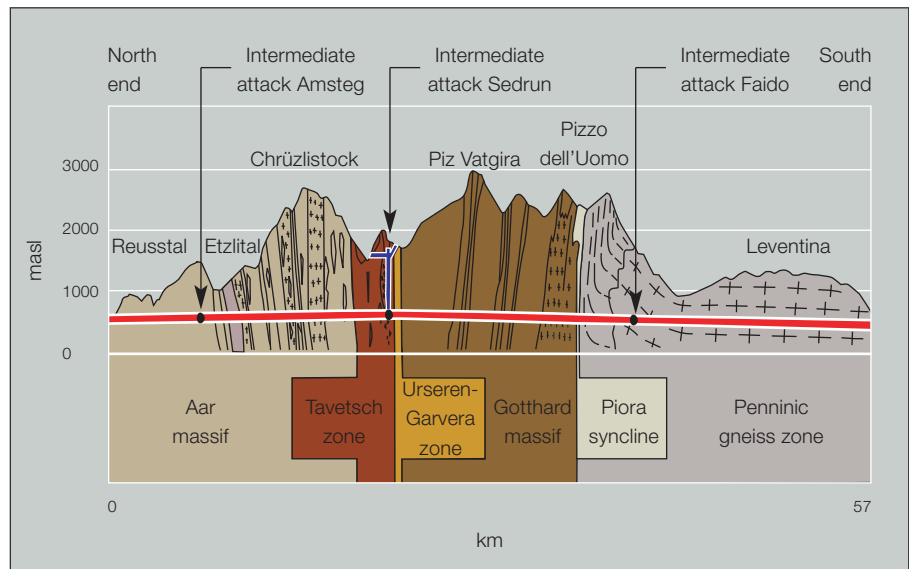 North
end
Intermediate
attack Amsteg
Intermediate
attack Sedrun
Intermediate
attack Faido
South
end
Pizzo
dell'Uomo
Chrüzlistock
Piz Vatgira
3000
2000
Reusstal
Etzlital
Leventina
masl
1000
0
Aar
massif
Tavetsch
zone
Urseren-
Garvera
zone
Gotthard
massif
Piora
syncline
Penninic
gneiss zone
0
57
km